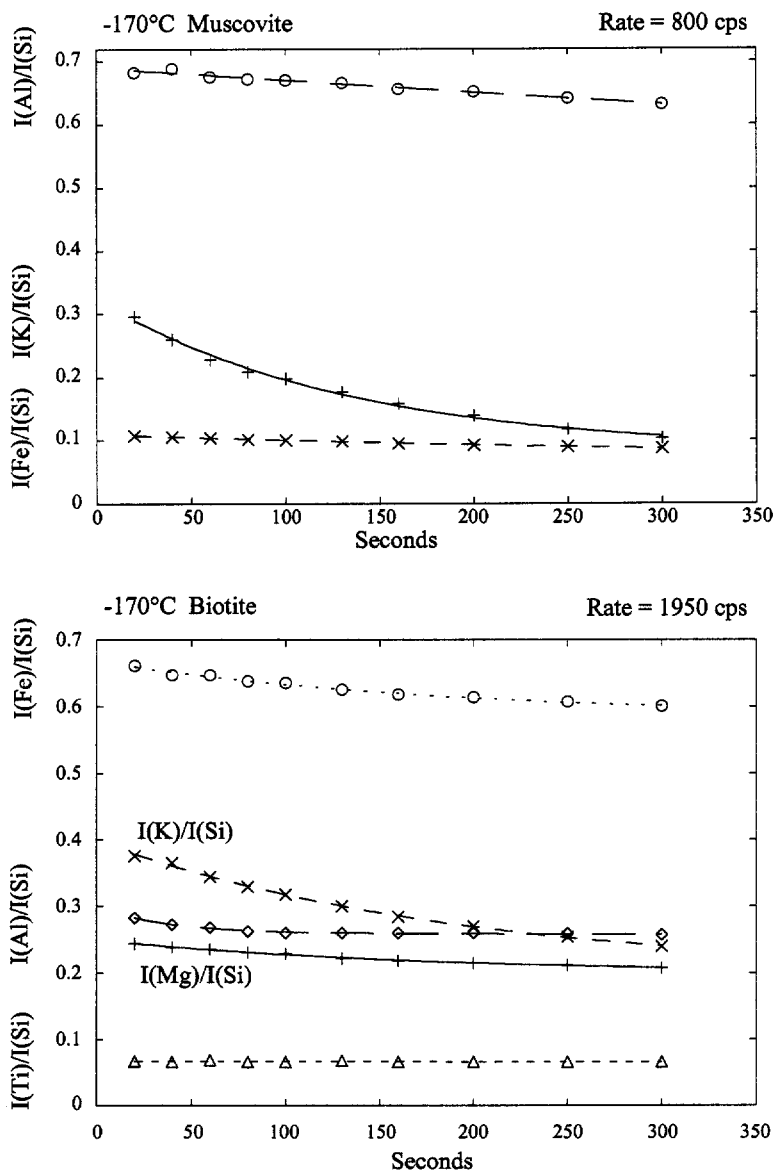 -170°C Muscovite Rate = 800 cps
I(Al)/I(Si)
I(K)/I(Si)
I(Fe)/I(Si)
0.7
0.6
0.5
0.4
0.3
0.2
0.1
0
0 50 100 150 200 250 300 350
Seconds
-170°C Biotite Rate = 1950 cps
I(Fe)/I(Si)
I(Al)/I(Si)
I(Ti)/I(Si)
0.7
0.6
0.5
0.4
0.3
0.2
0.1
0
I(K)/I(Si)
I(Mg)/I(Si)
0 50 100 150 200 250 300 350
Seconds